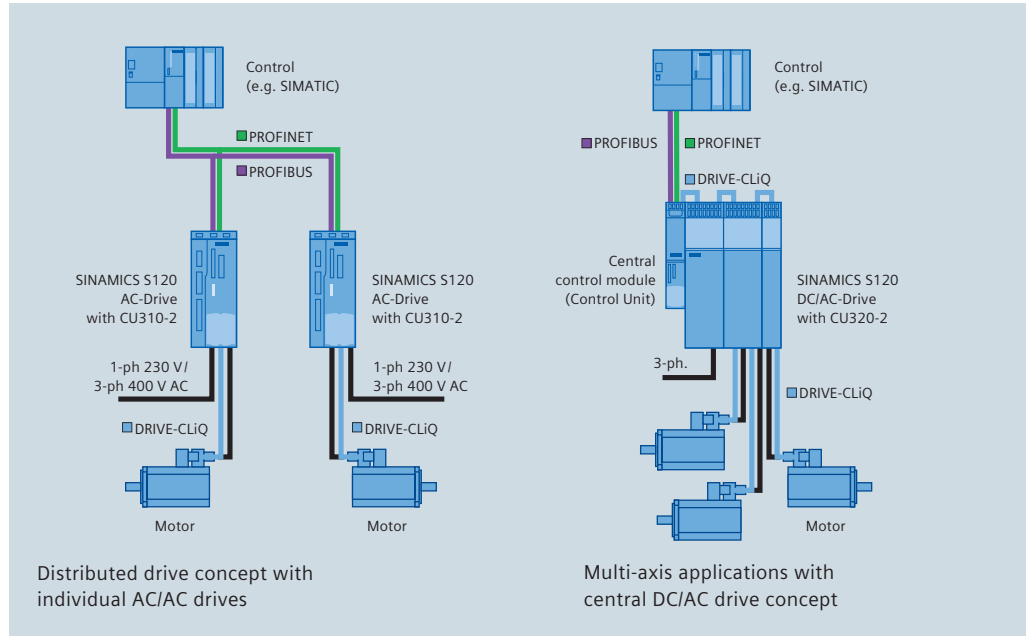 Control
(e.g. SIMATIC)
PROFINET
PROFIBUS
SINAMICS S120
AC-Drive
with CU310-2
SINAMICS S120
AC-Drive
with CU310-2
1-ph 230 V/
3-ph 400 V AC
1-ph 230 V/
3-ph 400 V AC
DRIVE-CLiQ
DRIVE-CLiQ
Motor
Motor
Distributed drive concept with
individual AC/AC drives
Control
(e.g. SIMATIC)
PROFIBUS
PROFINET
DRIVE-CLiQ
Central
control module
(Control Unit)
SINAMICS S120
DC/AC-Drive
with CU320-2
3-ph.
DRIVE-CLiQ
Motor
Multi-axis applications with
central DC/AC drive concept